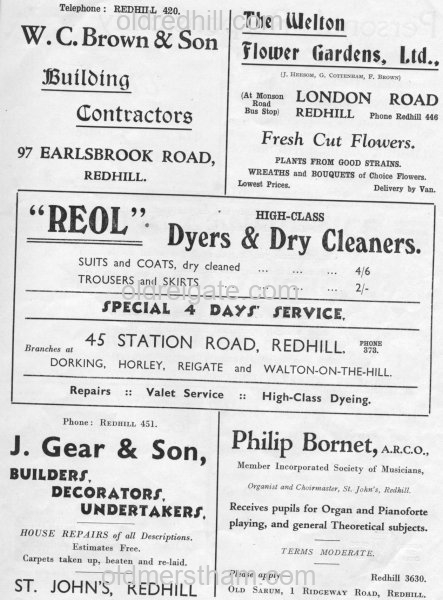 oldredhill.com
Telephone: REDHILL 420.
W. C. Brown & Son
Building
Contractors
97 EARLSBROOK ROAD,
REDHILL.
The Welton
Flower Gardens, Ltd.,
(J. HEESOM, G. COTTENHAM, F. BROWN)
(At Monson
Road
Bus Stop)
LONDON ROAD
REDHILL Phone Redhill 446
Fresh Cut Flowers.
PLANTS FROM GOOD STRAINS.
WREATHS and BOUQUETS of Choice Flowers.
Lowest Prices. Delivery by Van.
"REOL"
HIGH-CLASS
Dyers & Dry Cleaners.
SUITS and COATS, dry cleaned ... ... ... 4/6
TROUSERS and SKIRTS ... ... ... 2/-
oldreigate.com
SPECIAL 4 DAYS' SERVICE.
Branches at 45 STATION ROAD, REDHILL. PHONE 373.
DORKING, HORLEY, REIGATE and WALTON-ON-THE-HILL.
Repairs :: Valet Service :: High-Class Dyeing.
Phone: REDHILL 451.
J. Gear & Son,
BUILDERS,
DECORATORS,
UNDERTAKERS.
HOUSE REPAIRS of all Descriptions.
Estimates Free.
Carpets taken up, beaten and re-laid.
ST. JOHN'S, REDHILL
Philip Bornet, A.R.C.O.,
Member Incorporated Society of Musicians,
Organist and Choirmaster, St. John's, Redhill.
Receives pupils for Organ and Pianoforte
playing, and general Theoretical subjects.
TERMS MODERATE.
Please apply Redhill 3630.
OLD SARUM, 1 RIDGEWAY ROAD, REDHILL
oldmerstham.com